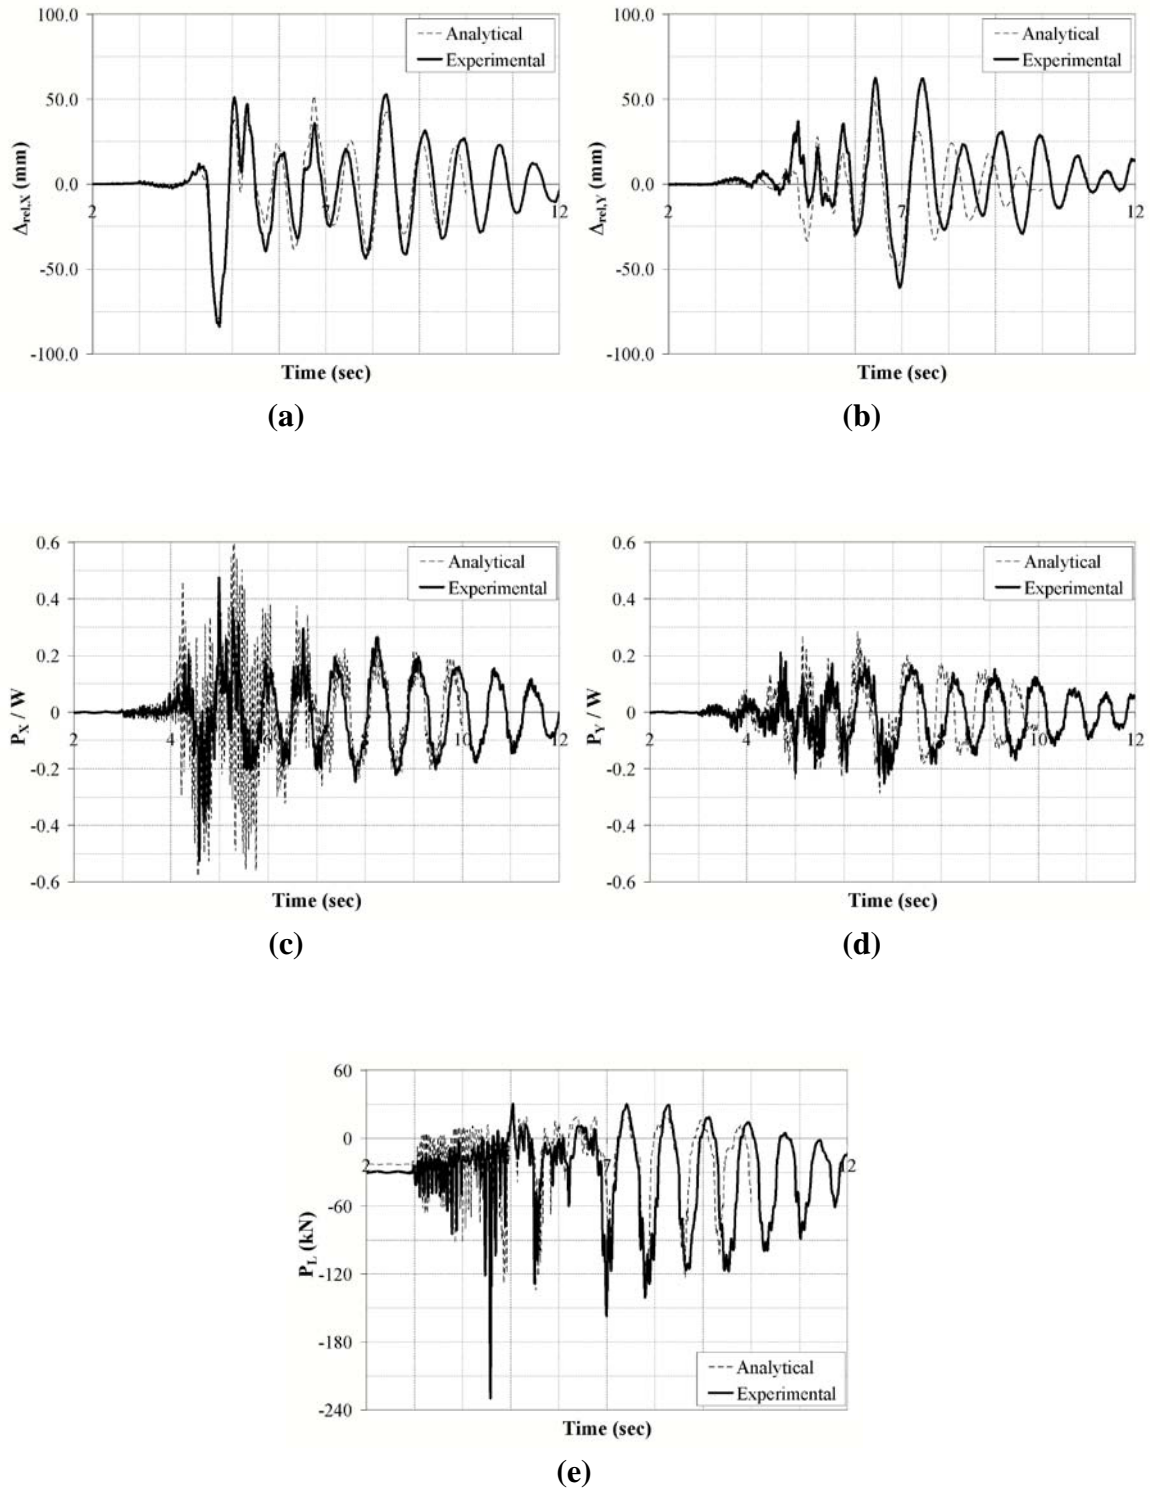 100.0
50.0
0.0
-50.0
-100.0
Δrel,X (mm)
2
7
12
Time (sec)
Analytical
Experimental
(a)
100.0
50.0
0.0
-50.0
-100.0
Δrel,Y (mm)
2
7
12
Time (sec)
Analytical
Experimental
(b)
0.6
0.4
0.2
0
-0.2
-0.4
-0.6
PX / W
2
4
10
12
Time (sec)
Analytical
Experimental
(c)
0.6
0.4
0.2
0
-0.2
-0.4
-0.6
PY / W
2
4
10
12
Time (sec)
Analytical
Experimental
(d)
60
0
-60
-120
-180
-240
PL (kN)
2
7
2
Time (sec)
Analytical
Experimental
(e)